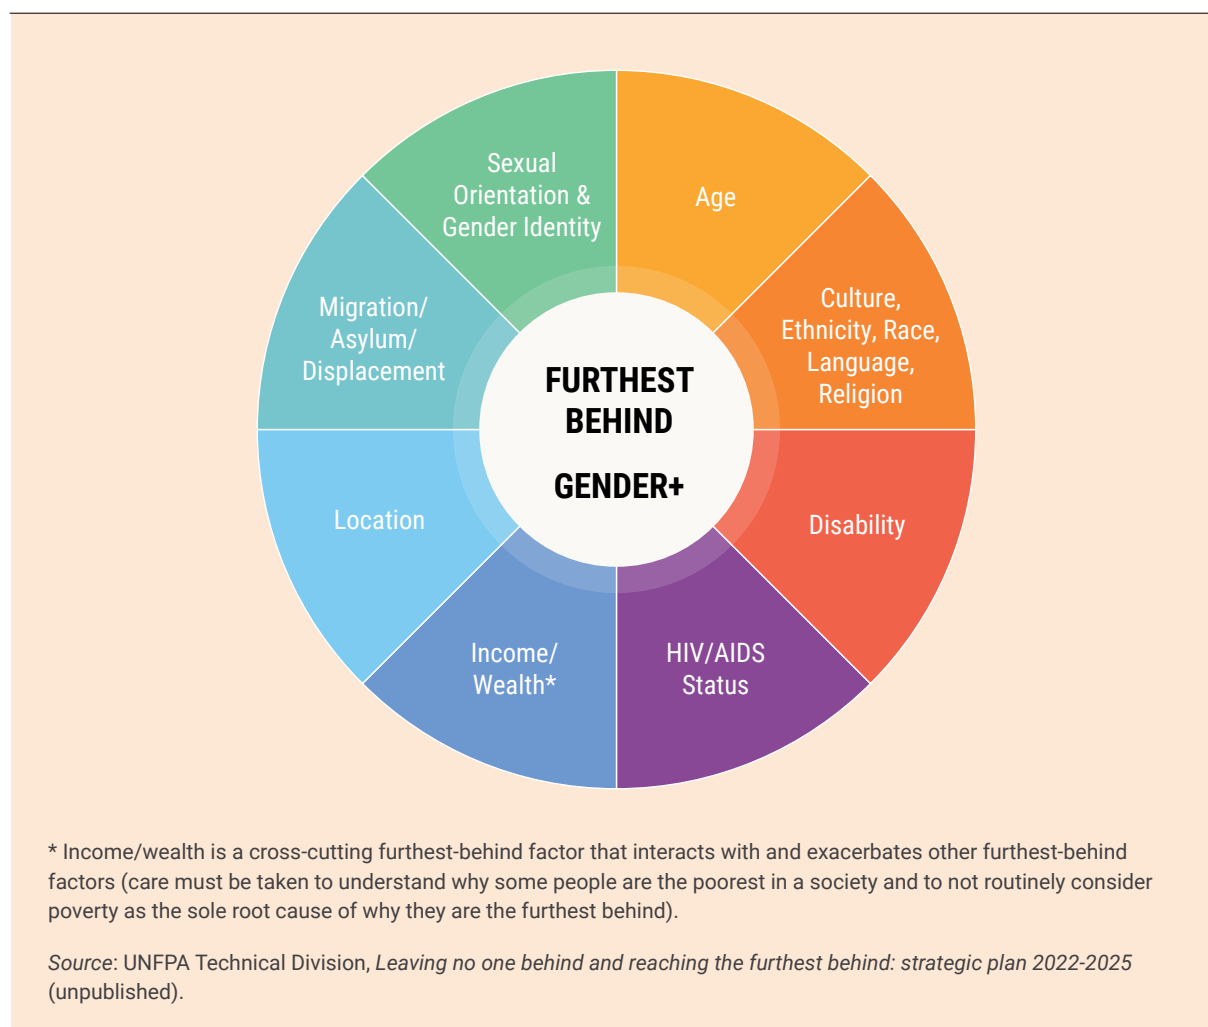 Sexual
Orientation &
Gender Identity
Age
Culture,
Ethnicity, Race,
Language,
Religion
Disability
HIV/AIDS
Status
Income/
Wealth*
Location
Migration/
Asylum/
Displacement
FURTHEST
BEHIND
GENDER+
* Income/wealth is a cross-cutting furthest-behind factor that interacts with and exacerbates other furthest-behind
factors (care must be taken to understand why some people are the poorest in a society and to not routinely consider
poverty as the sole root cause of why they are the furthest behind).
Source: UNFPA Technical Division, Leaving no one behind and reaching the furthest behind: strategic plan 2022-2025
(unpublished).